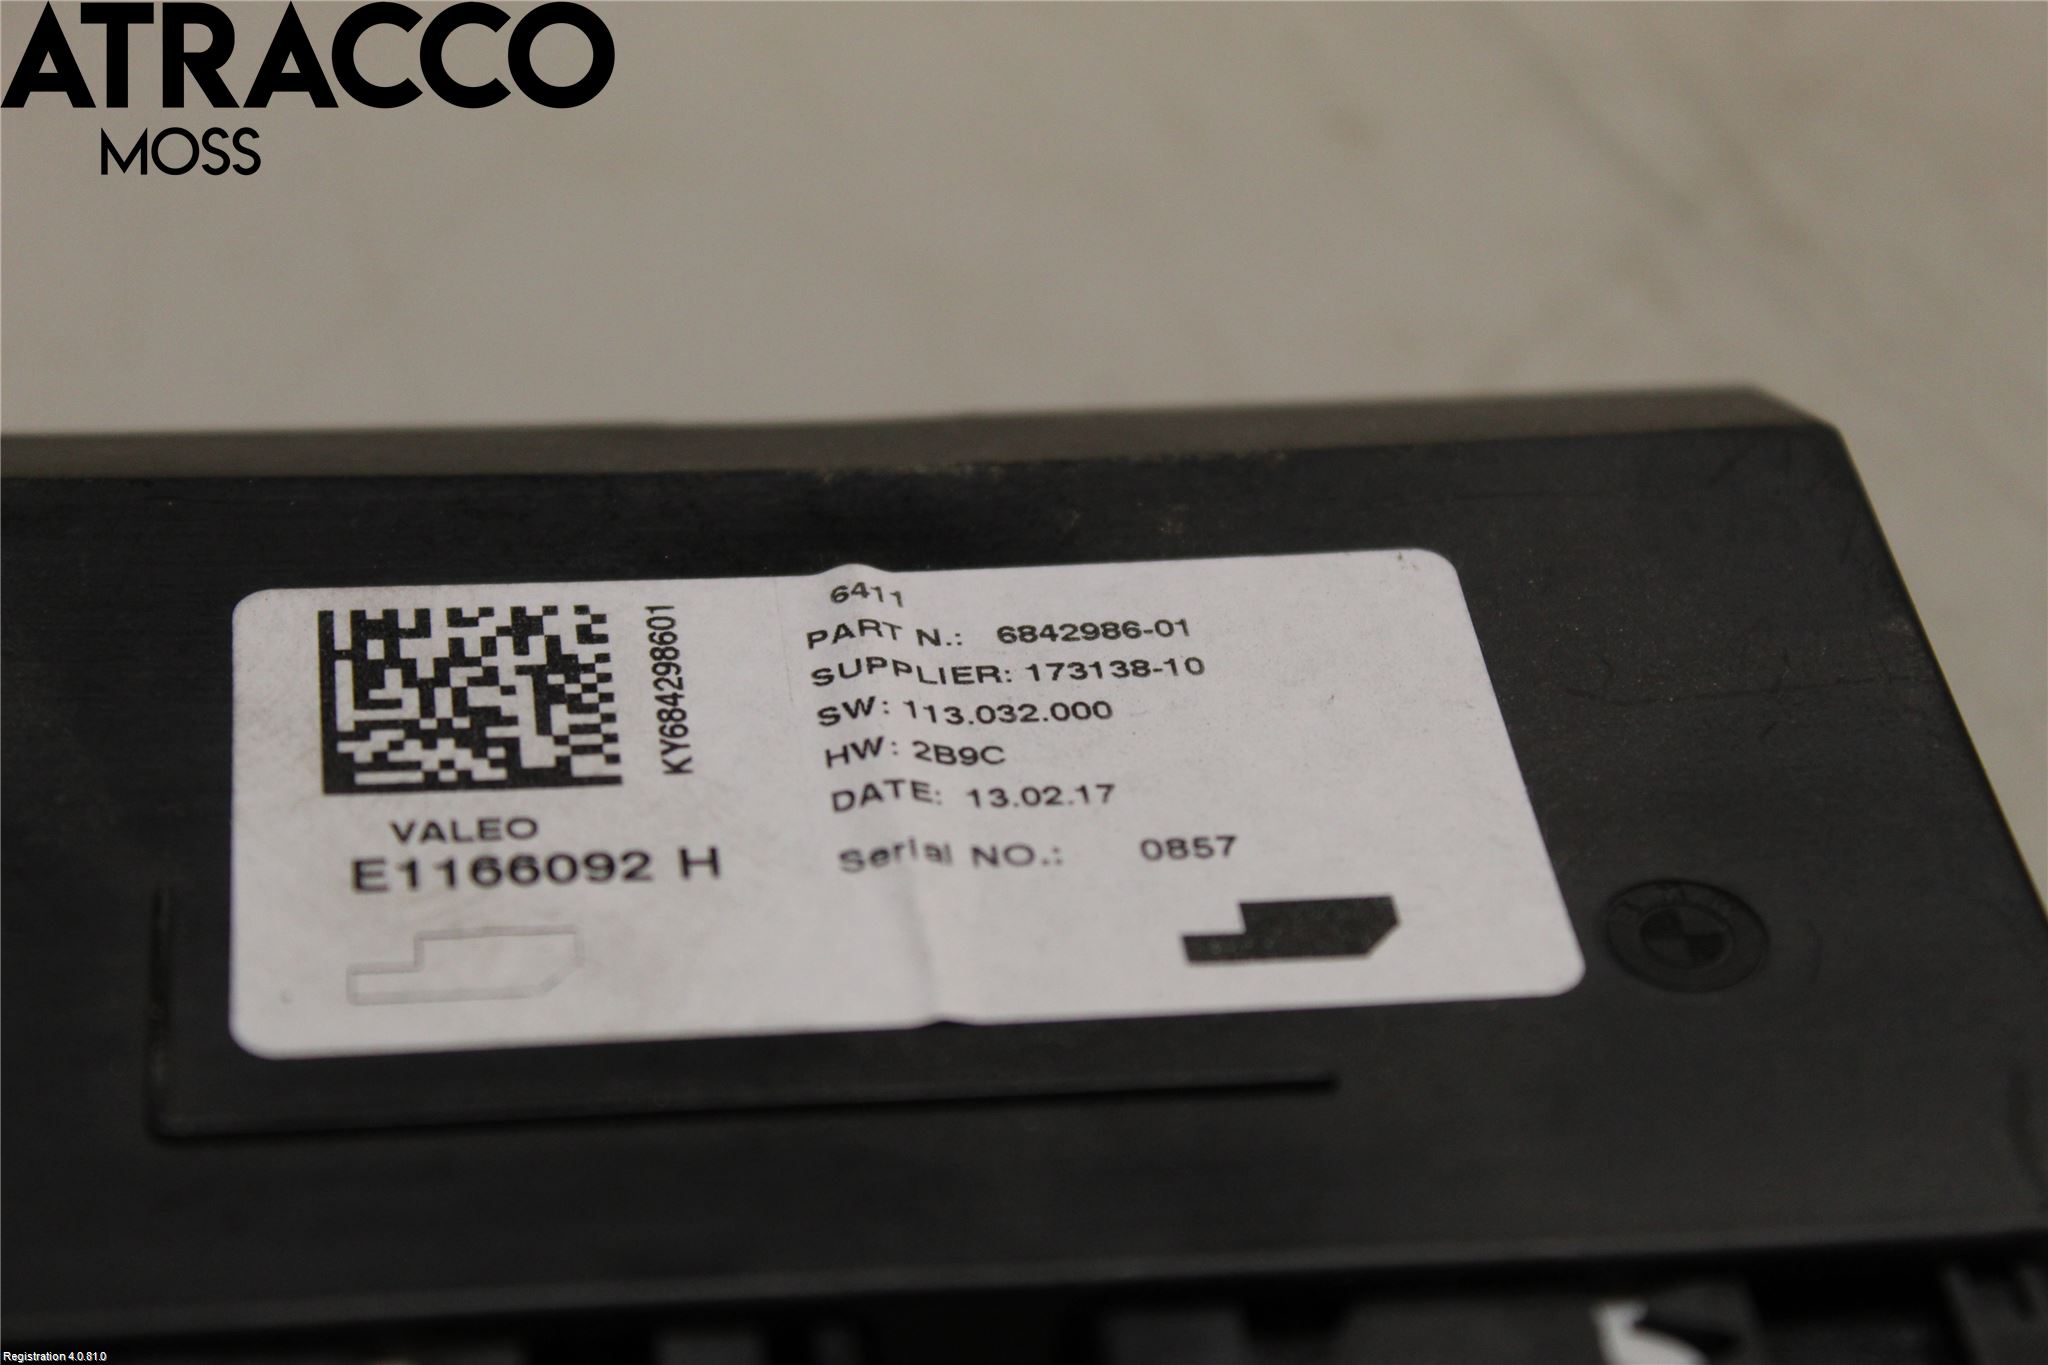 ATRACCO
MOSS
KY684298601
VALEO
E1166092 H
6411
PART N.: 6842986-01
SUPPLIER: 173138-10
SW: 113.032.000
HW: 2B9C
DATE: 13.02.17
Serial NO.: 0857
Registration 4.0.81.0